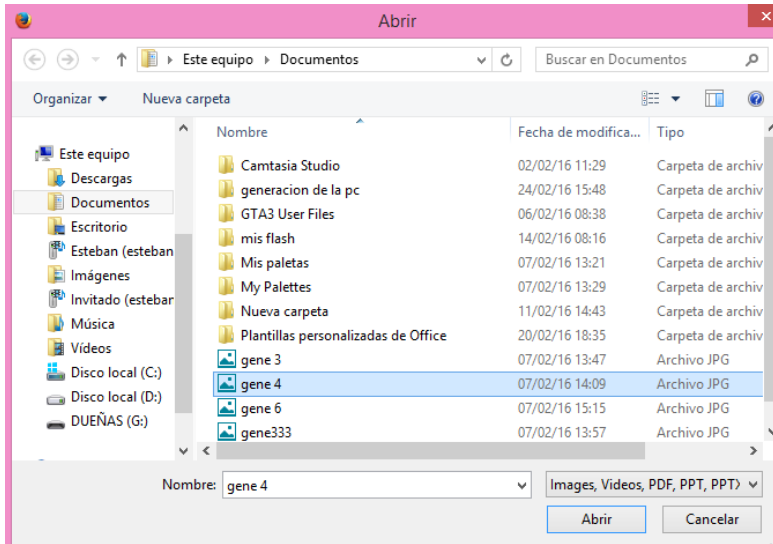 Abrir
Este equipo Documentos Buscar en Documentos
Organizar Nueva carpeta
Nombre Fecha de modifica... Tipo
Este equipo
Descargas
Documentos
Escritorio
Esteban (esteban
Imágenes
Invitado (estebar
Música
Vídeos
Disco local (C:)
Disco local (D:)
DUEÑAS (G:)
Camtasia Studio 02/02/16 11:29 Carpeta de archiv
generacion de la pc 24/02/16 15:48 Carpeta de archiv
GTA3 User Files 06/02/16 08:38 Carpeta de archiv
mis flash 14/02/16 08:16 Carpeta de archiv
Mis paletas 07/02/16 13:21 Carpeta de archiv
My Palettes 07/02/16 13:29 Carpeta de archiv
Nueva carpeta 11/02/16 14:43 Carpeta de archiv
Plantillas personalizadas de Office 20/02/16 18:35 Carpeta de archiv
gene 3 07/02/16 13:47 Archivo JPG
gene 4 07/02/16 14:09 Archivo JPG
gene 6 07/02/16 15:15 Archivo JPG
gene333 07/02/16 13:57 Archivo JPG
Nombre: gene 4 Images, Videos, PDF, PPT, PPTX
Abrir Cancelar